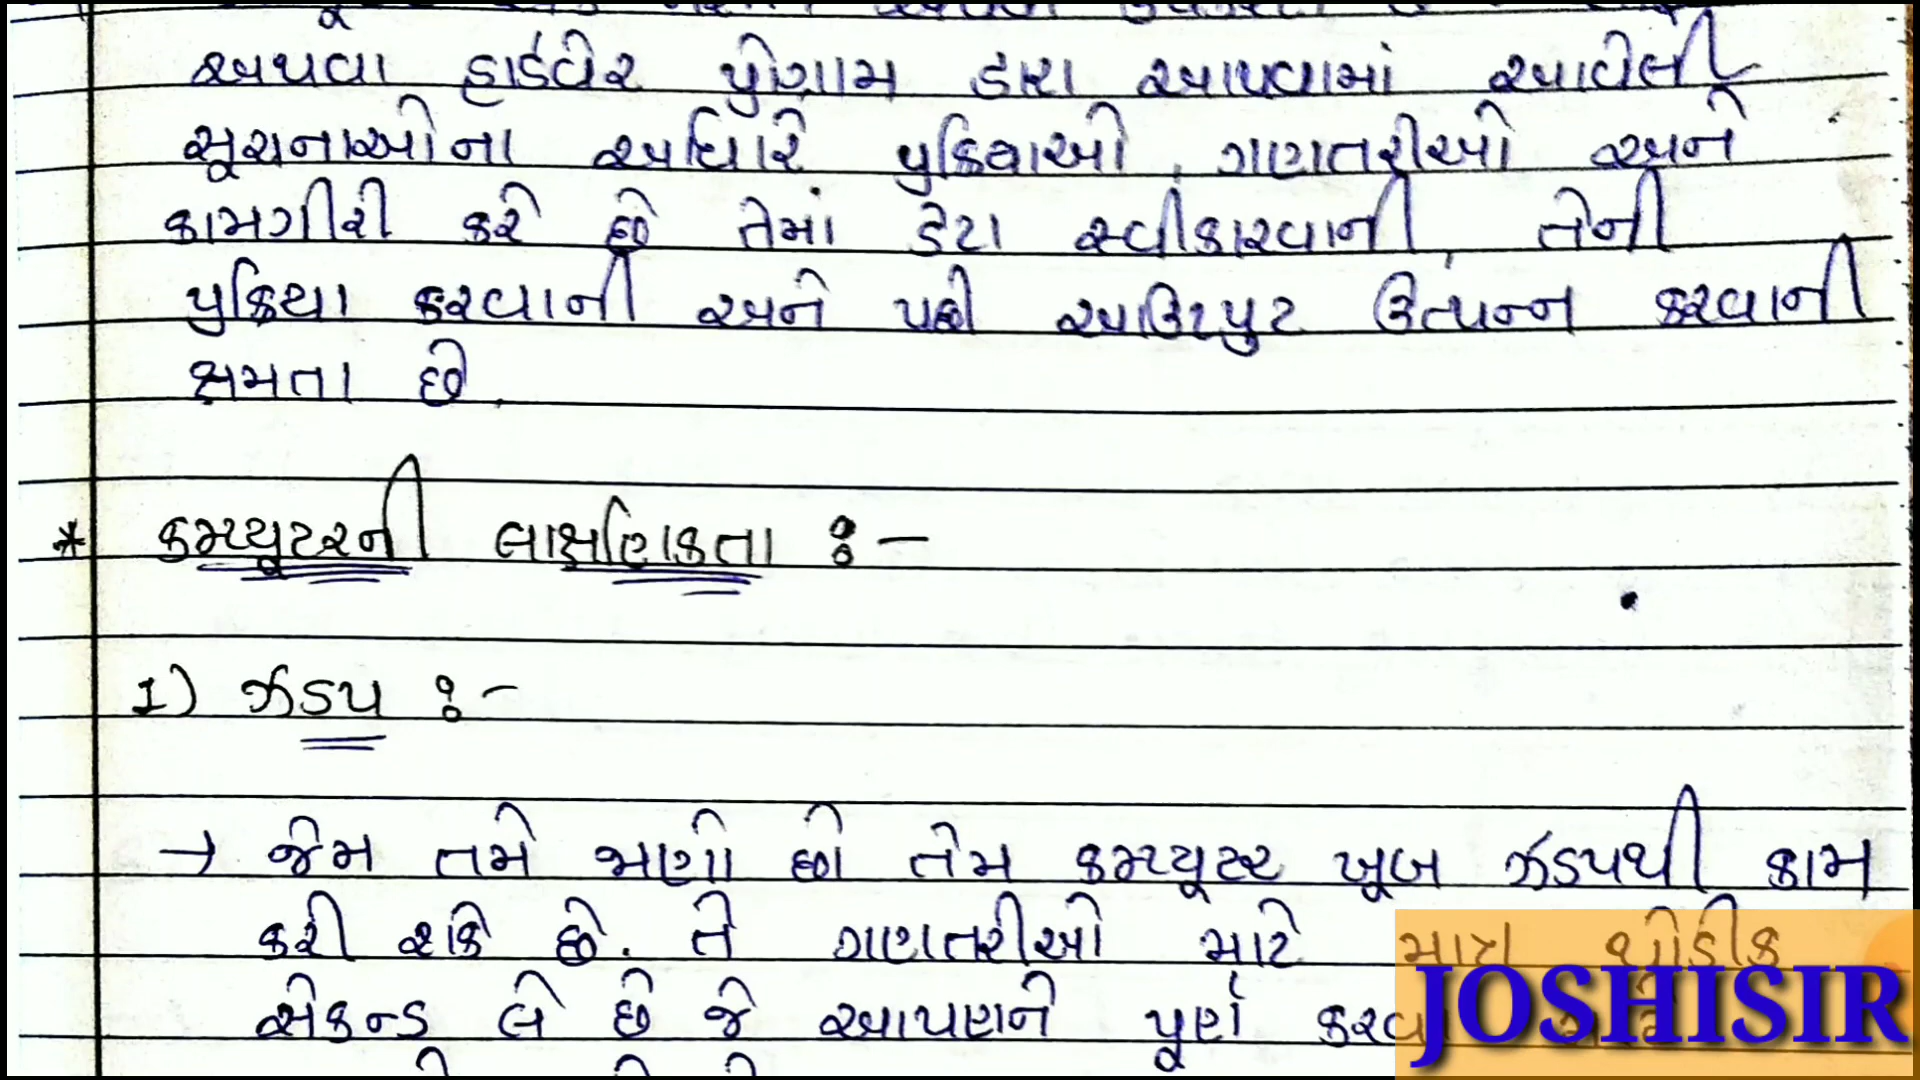 અથવા હાર્ડવેર પ્રોગ્રામ દ્વારા આપવામાં આવેલી
સૂચનાઓના આધારે પ્રક્રિયાઓ, ગણતરીઓ અને
કામગીરી કરે છે તેમાં ડેટા સ્વીકારવાની, તેની
પ્રક્રિયા કરવાની અને પછી આઉટપુટ ઉત્પન્ન કરવાની
ક્ષમતા છે.
* કમ્પ્યૂટરની લાક્ષણિકતા :-
1) ઝડપ :-
→ જેમ તમે જાણો છો તેમ કમ્પ્યૂટર ખૂબ ઝડપથી કામ
કરી શકે છે. તે ગણતરીઓ માટે માત્ર થોડીક
સેકન્ડ લે છે જે આપણને પૂર્ણ
JOSHISIR